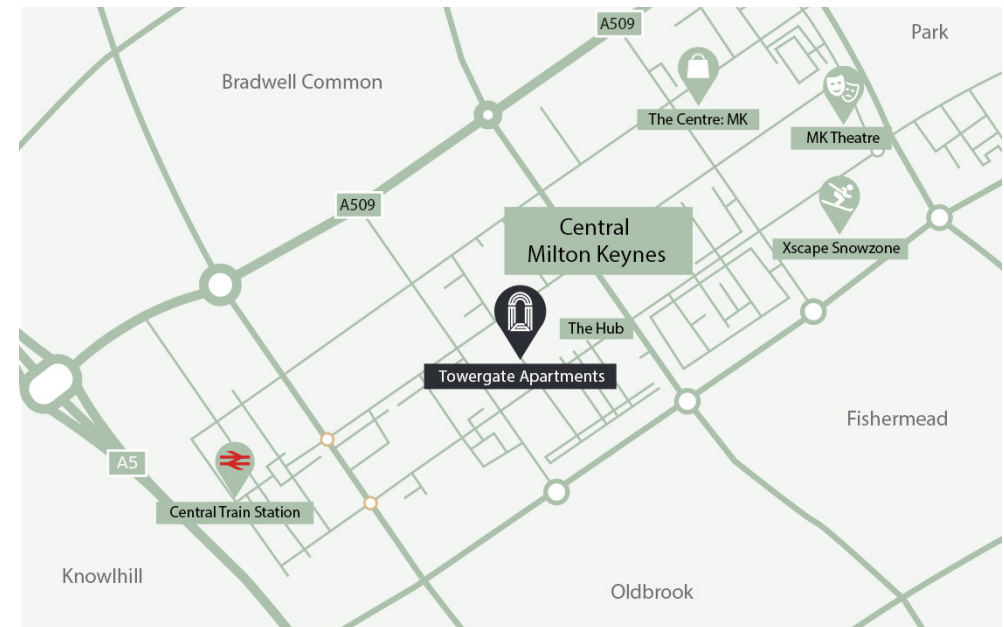 A509
Park
Bradwell Common
The Centre: MK
MK Theatre
A509
Central
Milton Keynes
Xscape Snowzone
The Hub
Towergate Apartments
Fishermead
A5
Central Train Station
Knowlhill
Oldbrook